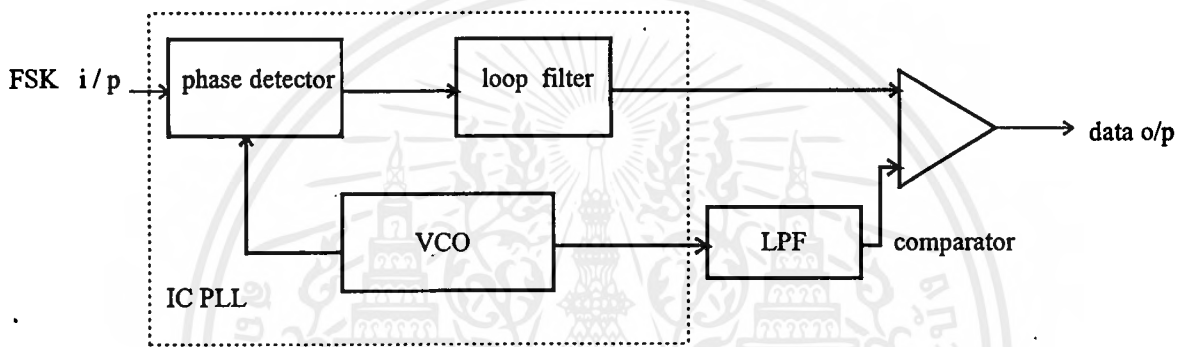 FSK i / p
phase detector
loop filter
data o/p
VCO
LPF
comparator
IC PLL